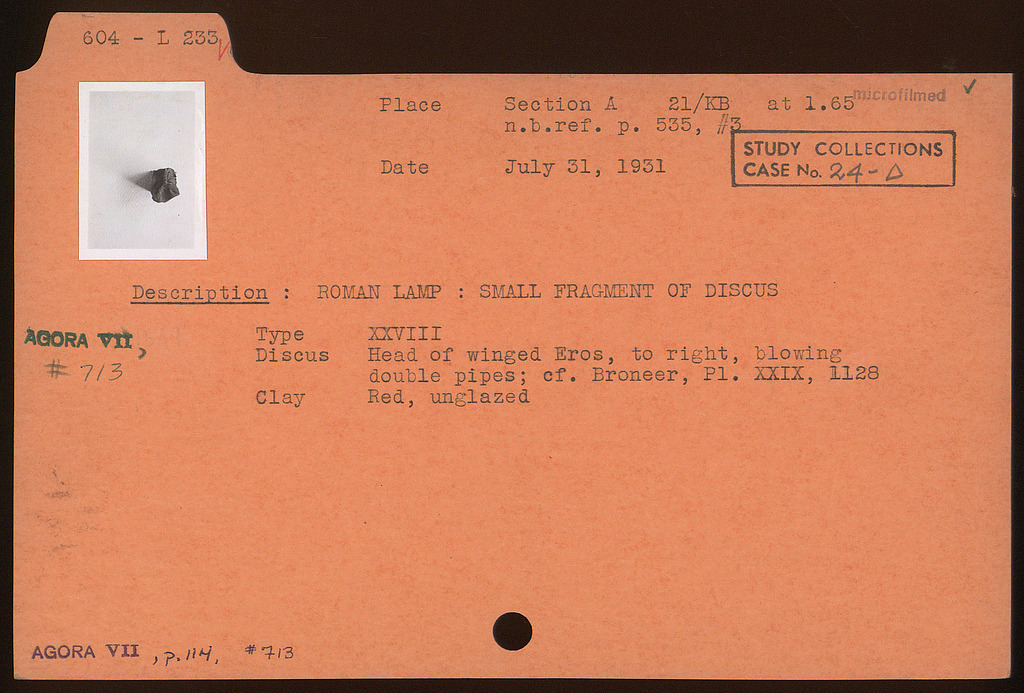 604 - L 233
microfilmed ✓
Place Section A 21/KB at 1.65
n.b.ref. p. 535, #3
STUDY COLLECTIONS
CASE No. 24-Δ
Date July 31, 1931
Description : ROMAN LAMP : SMALL FRAGMENT OF DISCUS
AGORA VII,
# 713
Type XXVIII
Discus Head of winged Eros, to right, blowing
double pipes; cf. Broneer, Pl. XXIX, 1128
Clay Red, unglazed
AGORA VII, p. 114, #713